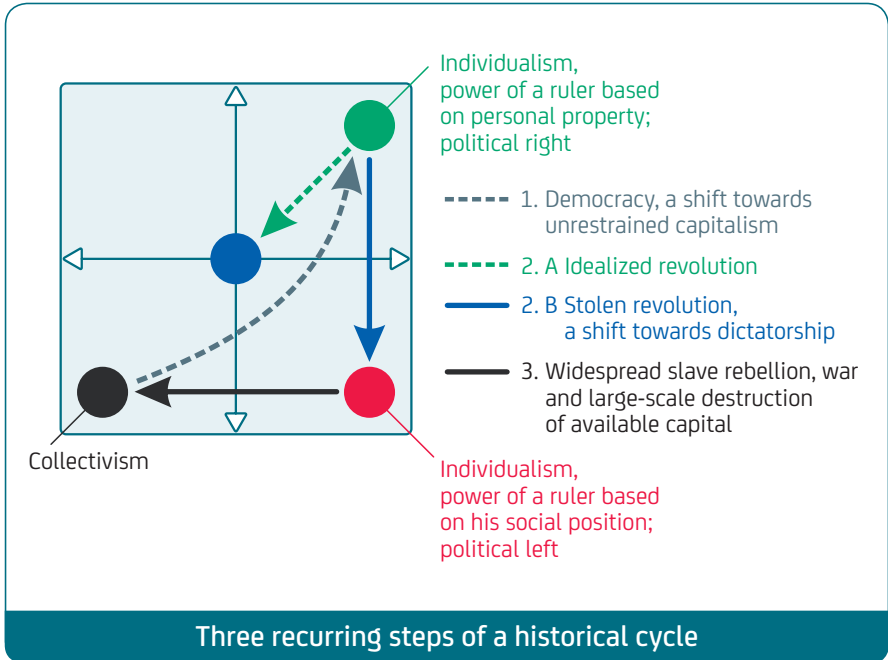 Individualism,
power of a ruler based
on personal property;
political right
1. Democracy, a shift towards
unrestrained capitalism
2. A Idealized revolution
2. B Stolen revolution,
a shift towards dictatorship
3. Widespread slave rebellion, war
and large-scale destruction
of available capital
Collectivism
Individualism,
power of a ruler based
on his social position;
political left
Three recurring steps of a historical cycle